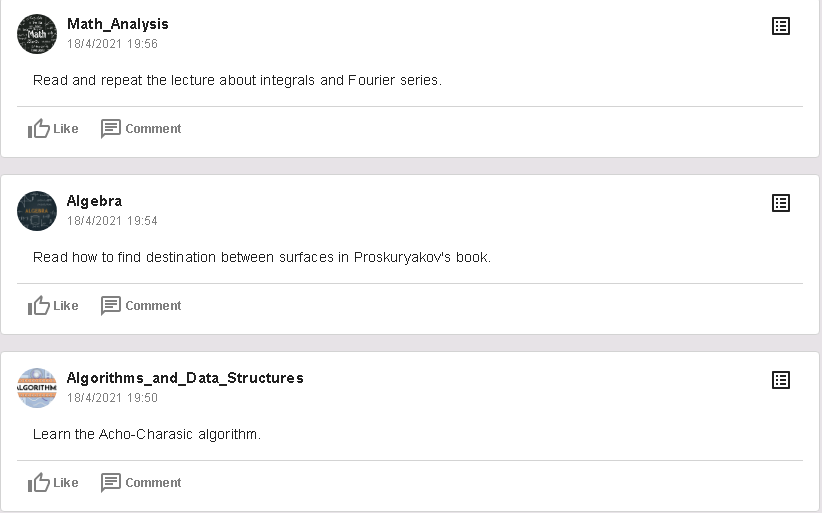 Math
Math_Analysis
18/4/2021 19:56
Read and repeat the lecture about integrals and Fourier series.
Like Comment
ALGEBRA
Algebra
18/4/2021 19:54
Read how to find destination between surfaces in Proskuryakov's book.
Like Comment
ALGORITHM
Algorithms_and_Data_Structures
18/4/2021 19:50
Learn the Acho-Charasic algorithm.
Like Comment